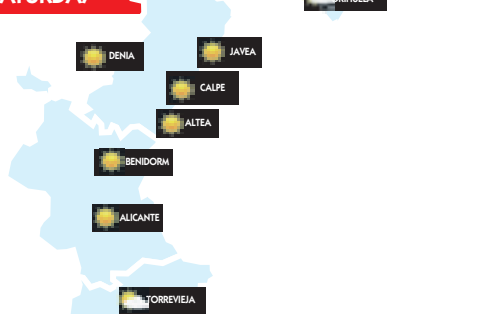 DENIA
JAVEA
CALPE
ALTEA
BENIDORM
ALICANTE
TORREVIEJA